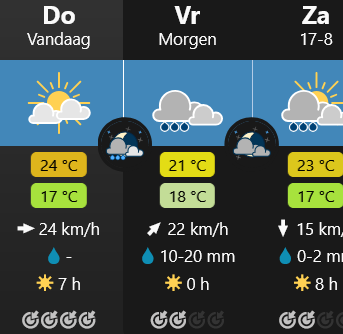 Do
Vandaag
Vr
Morgen
Za
17-8
24 °C
21 °C
23 °C
17 °C
18 °C
17 °C
24 km/h
22 km/h
15 km
-
10-20 mm
0-2 m
7 h
0 h
8 h